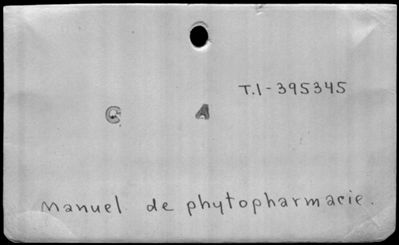 T.1-395345
C A
Manuel de phytopharmacie.